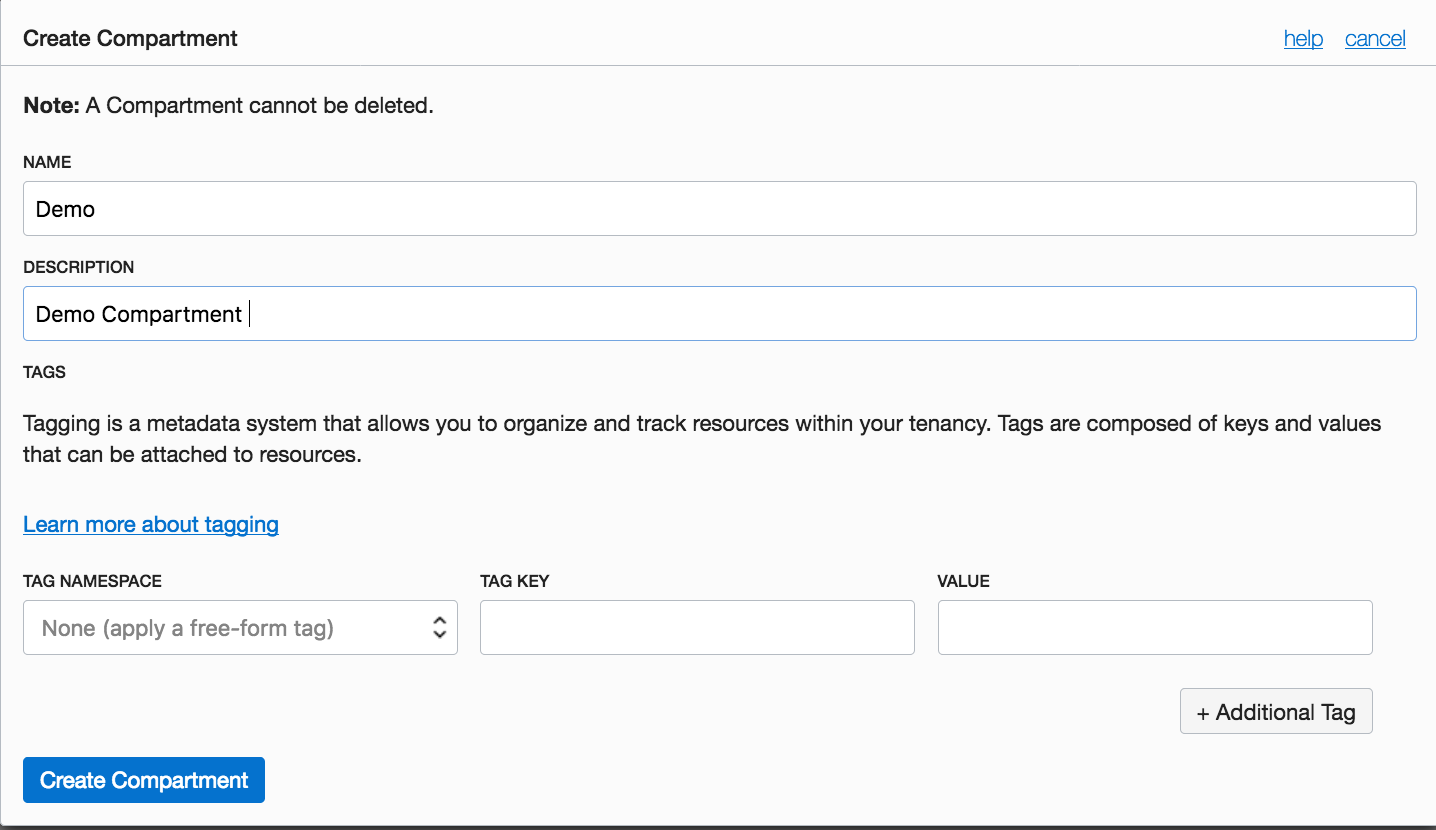 Create Compartment help cancel
Note: A Compartment cannot be deleted.
NAME
Demo
DESCRIPTION
Demo Compartment
TAGS
Tagging is a metadata system that allows you to organize and track resources within your tenancy. Tags are composed of keys and values
that can be attached to resources.
Learn more about tagging
TAG NAMESPACE TAG KEY VALUE
None (apply a free-form tag)
+ Additional Tag
Create Compartment